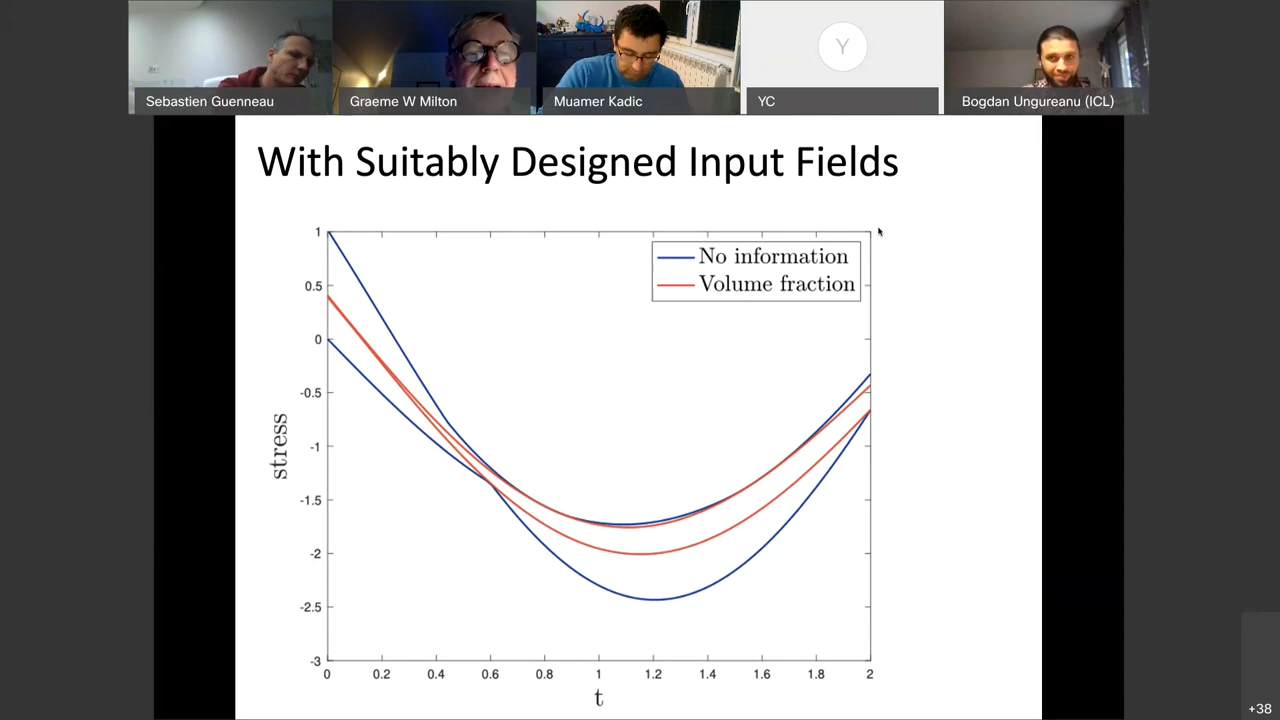 Sebastien Guenneau
Graeme W Milton
Muamer Kadic
Y
YC
Bogdan Ungureanu (ICL)
With Suitably Designed Input Fields
No information
Volume fraction
1
0.5
0
-0.5
-1
-1.5
-2
-2.5
-3
stress
0 0.2 0.4 0.6 0.8 1 1.2 1.4 1.6 1.8 2
t
+38